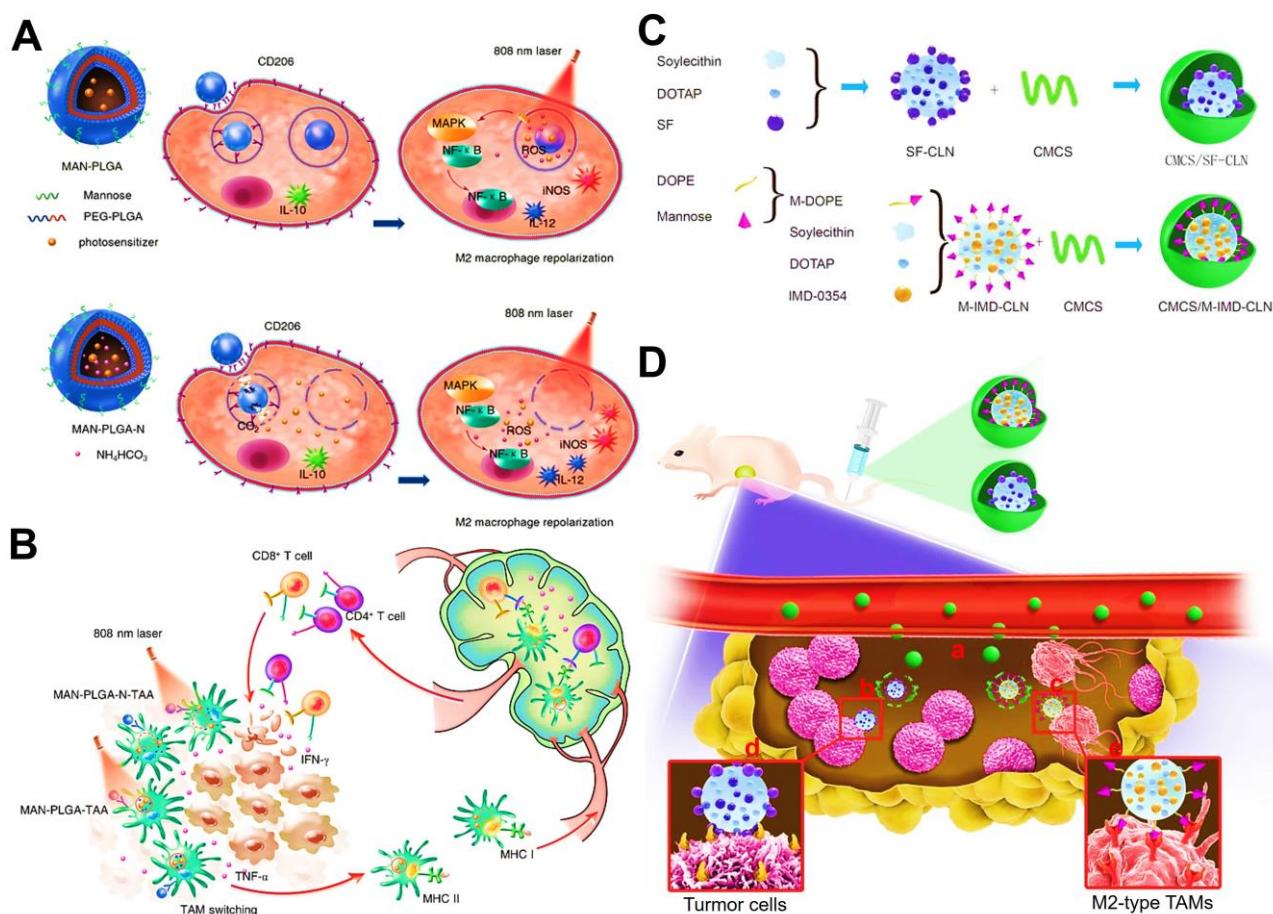 A
MAN-PLGA
Mannose
PEG-PLGA
photosensitizer
CD206
IL-10
808 nm laser
MAPK
NF-κB
ROS
NF-κB
iNOS
IL-12
M2 macrophage repolarization
MAN-PLGA-N
NH4HCO3
CD206
CO2
IL-10
808 nm laser
MAPK
NF-κB
ROS
iNOS
NF-κB
IL-12
M2 macrophage repolarization
B
CD8+ T cell
CD4+ T cell
808 nm laser
MAN-PLGA-N-TAA
IFN-γ
MAN-PLGA-TAA
TNF-α
TAM switching
MHC II
MHC I
C
Soylecithin
DOTAP
SF
SF-CLN
+
CMCS
CMCS/SF-CLN
DOPE
Mannose
M-DOPE
Soylecithin
DOTAP
IMD-0354
M-IMD-CLN
+
CMCS
CMCS/M-IMD-CLN
D
a
b
c
d
e
Turmor cells
M2-type TAMs